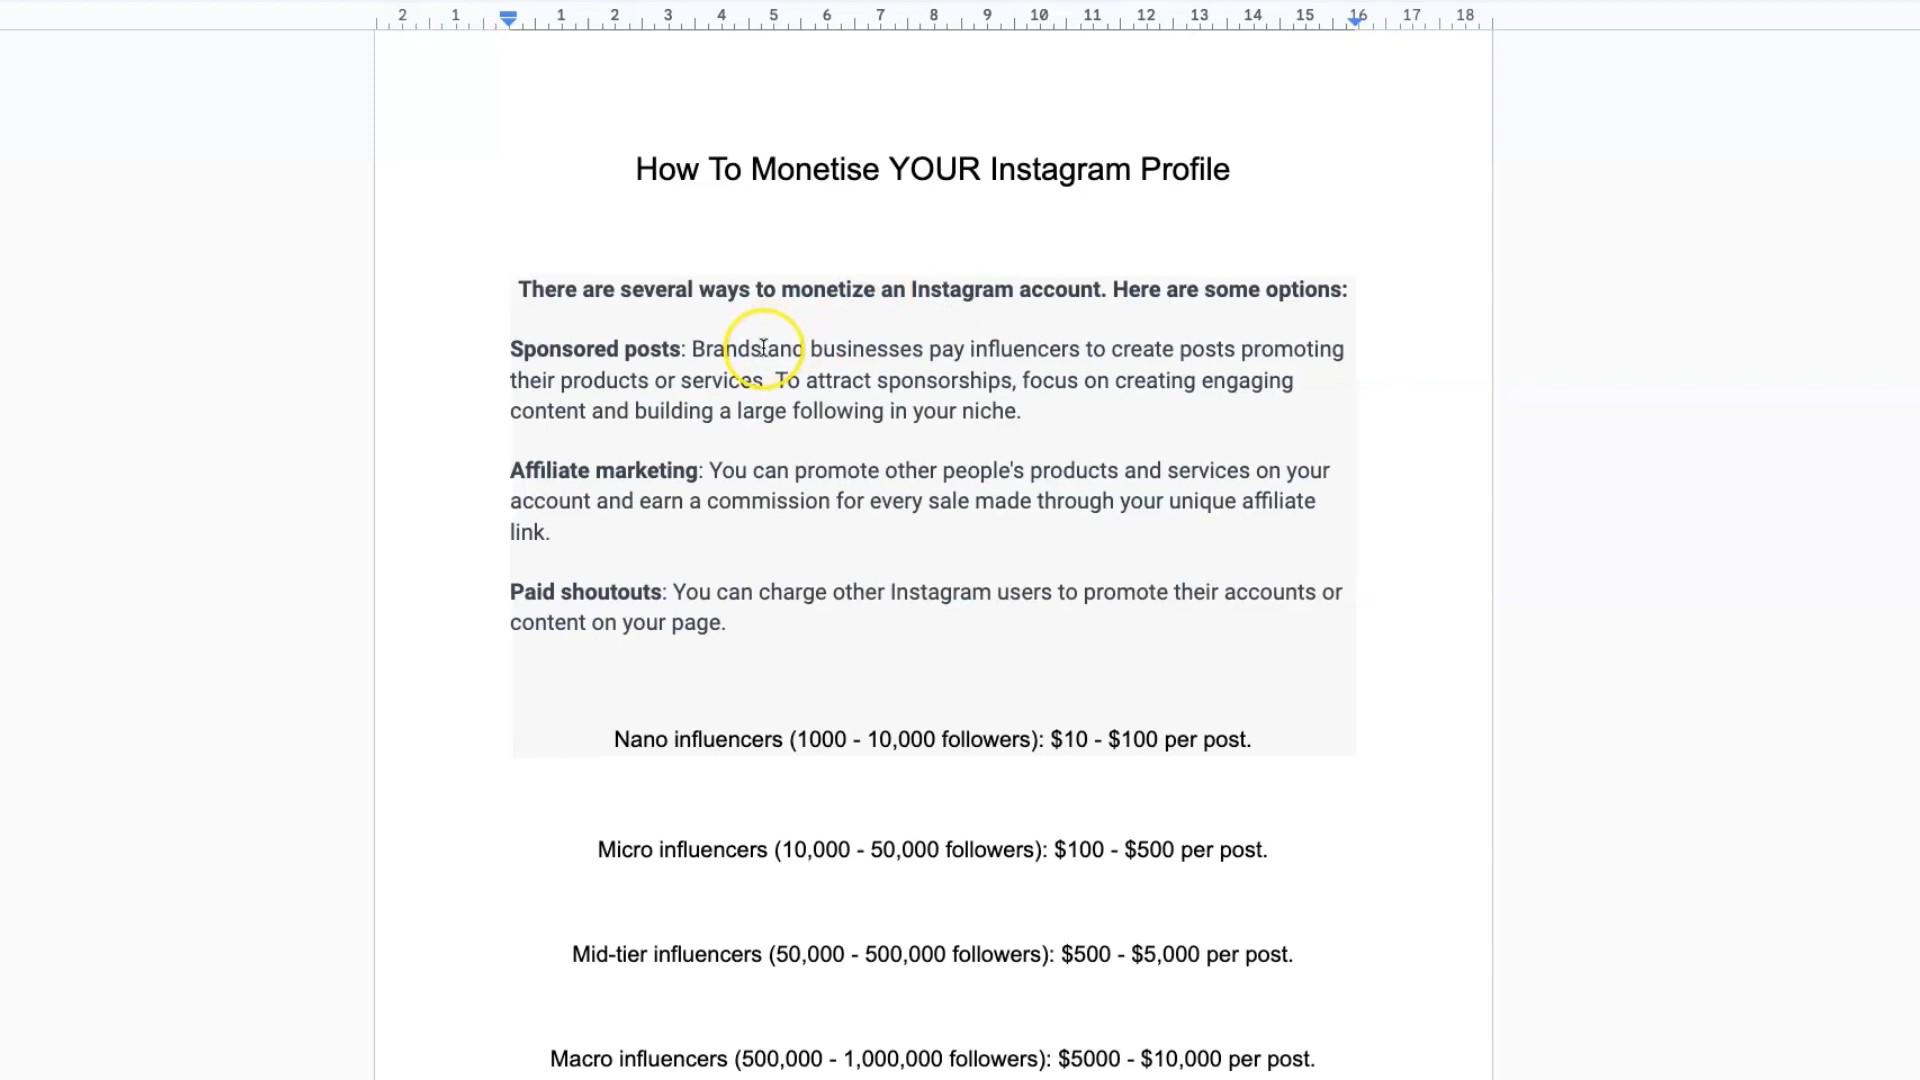 2 1 1 2 3 4 5 6 7 8 9 10 11 12 13 14 15 16 17 18
How To Monetise YOUR Instagram Profile
There are several ways to monetize an Instagram account. Here are some options:
Sponsored posts: Brands and businesses pay influencers to create posts promoting
their products or services. To attract sponsorships, focus on creating engaging
content and building a large following in your niche.
Affiliate marketing: You can promote other people's products and services on your
account and earn a commission for every sale made through your unique affiliate
link.
Paid shoutouts: You can charge other Instagram users to promote their accounts or
content on your page.
Nano influencers (1000 - 10,000 followers): $10 - $100 per post.
Micro influencers (10,000 - 50,000 followers): $100 - $500 per post.
Mid-tier influencers (50,000 - 500,000 followers): $500 - $5,000 per post.
Macro influencers (500,000 - 1,000,000 followers): $5000 - $10,000 per post.